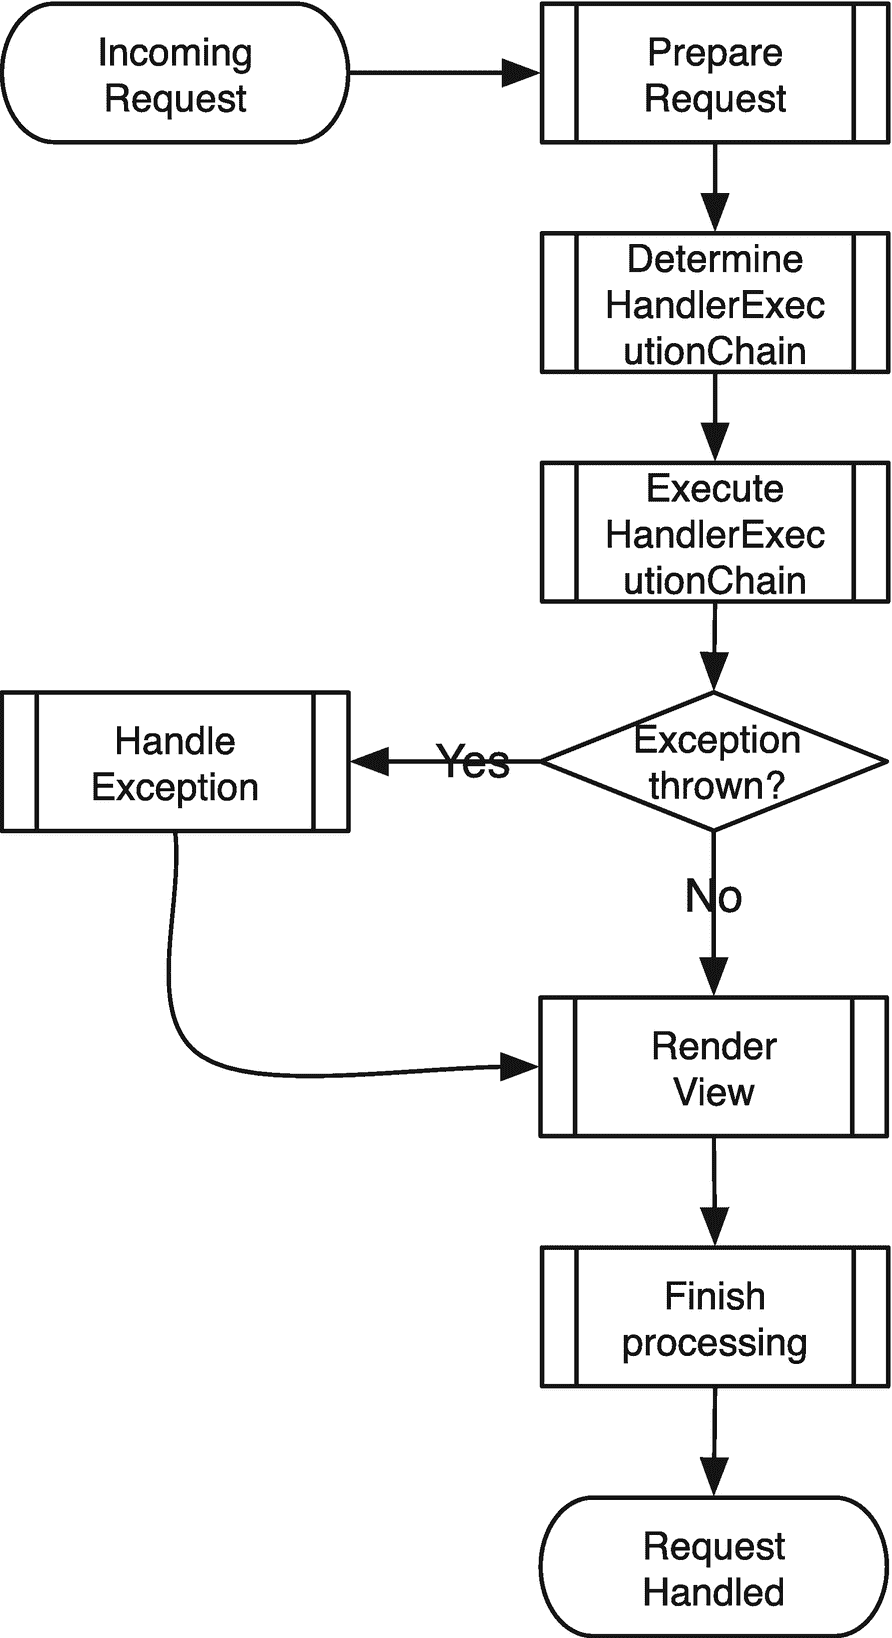 Incoming
Request
Prepare
Request
Determine
HandlerExec
utionChain
Execute
HandlerExec
utionChain
Exception
thrown?
Yes
Handle
Exception
No
Render
View
Finish
processing
Request
Handled